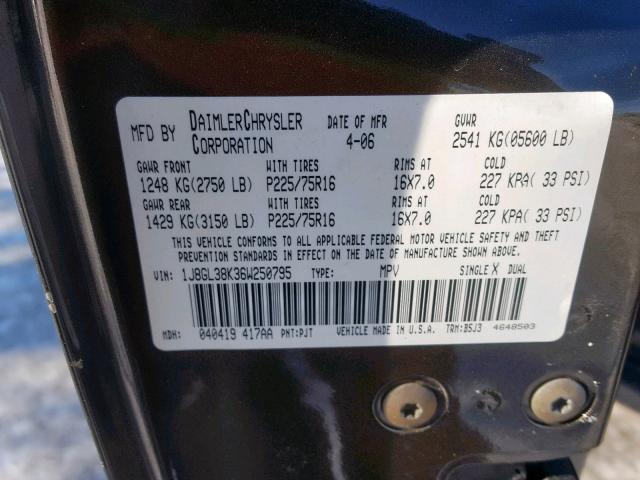 MFD BY DAIMLERCHRYSLER CORPORATION DATE OF MFR 4-06 GVWR 2541 KG(05600 LB)
GAWR FRONT WITH TIRES RIMS AT COLD
1248 KG(2750 LB) P225/75R16 16X7.0 227 KPA( 33 PSI)
GAWR REAR WITH TIRES RIMS AT COLD
1429 KG(3150 LB) P225/75R16 16X7.0 227 KPA( 33 PSI)
THIS VEHICLE CONFORMS TO ALL APPLICABLE FEDERAL MOTOR VEHICLE SAFETY AND THEFT
PREVENTION STANDARDS IN EFFECT ON THE DATE OF MANUFACTURE SHOWN ABOVE.
VIN: 1J8GL38K36W250795 TYPE: MPV SINGLE X DUAL
MDH: 040419 417AA PNT:PJT VEHICLE MADE IN U.S.A. TRM:BSJ3 4648503